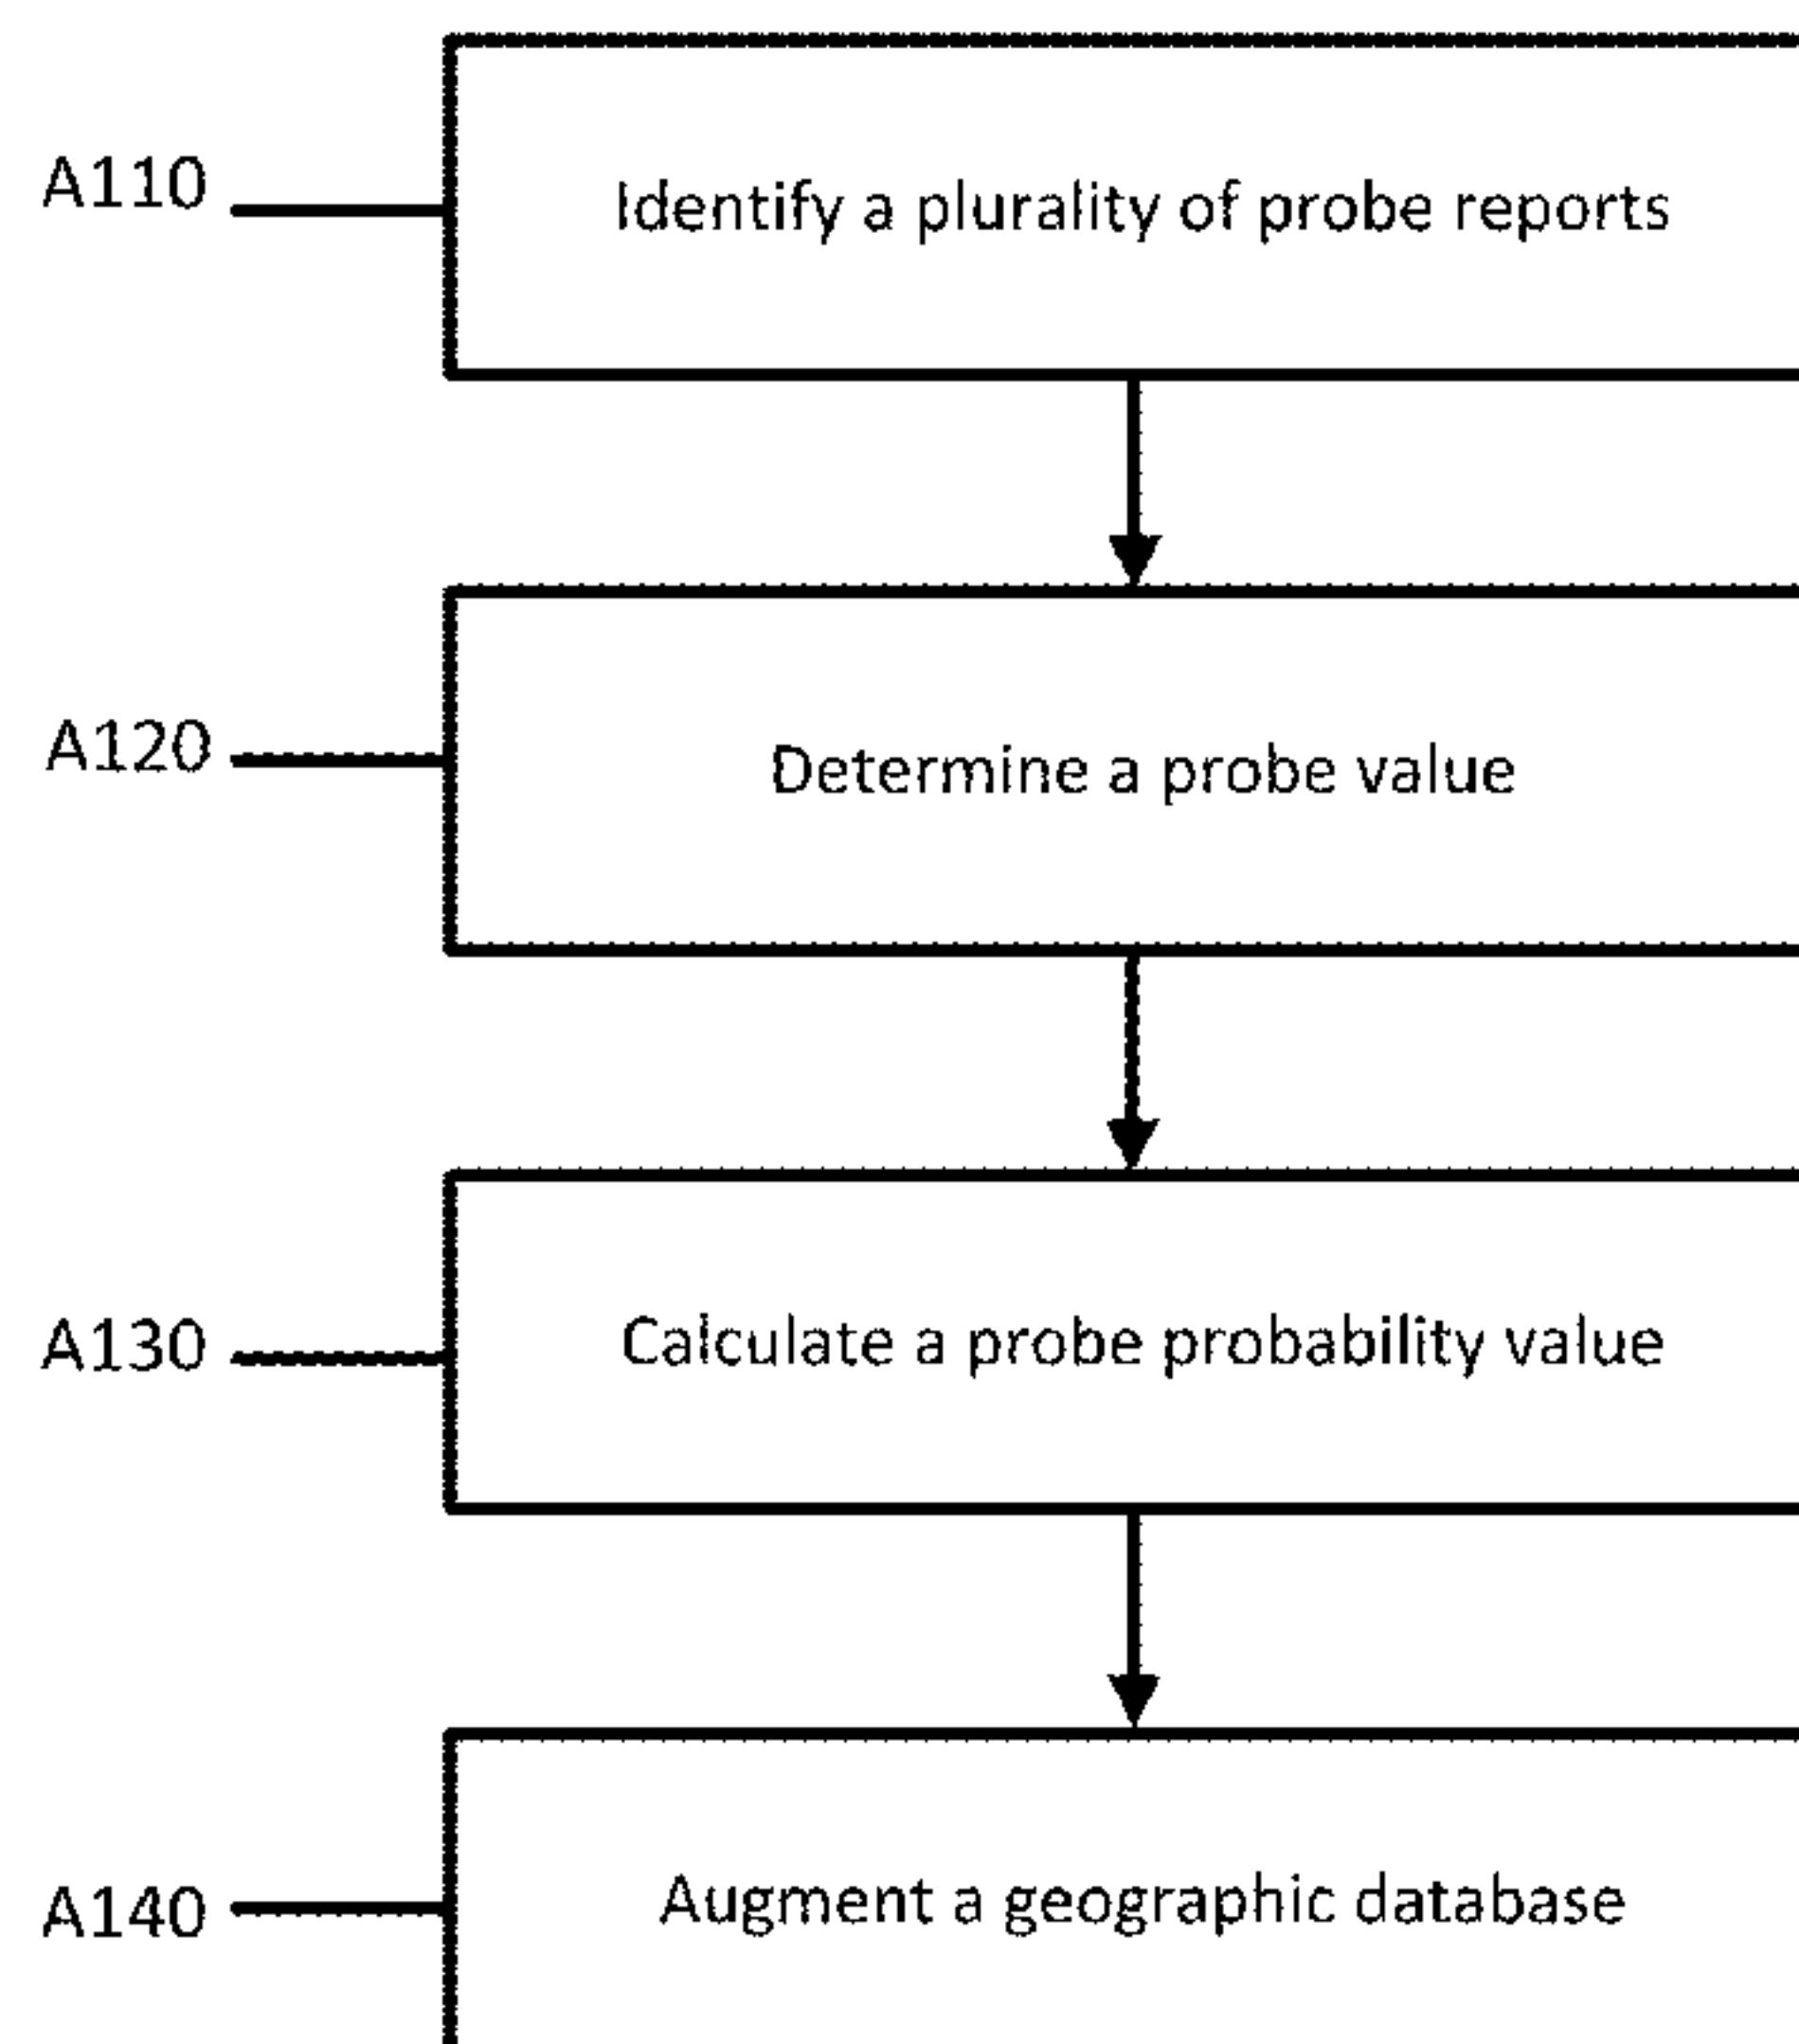 A110
Identify a plurality of probe reports
A120
Determine a probe value
A130
Calculate a probe probability value
A140
Augment a geographic database